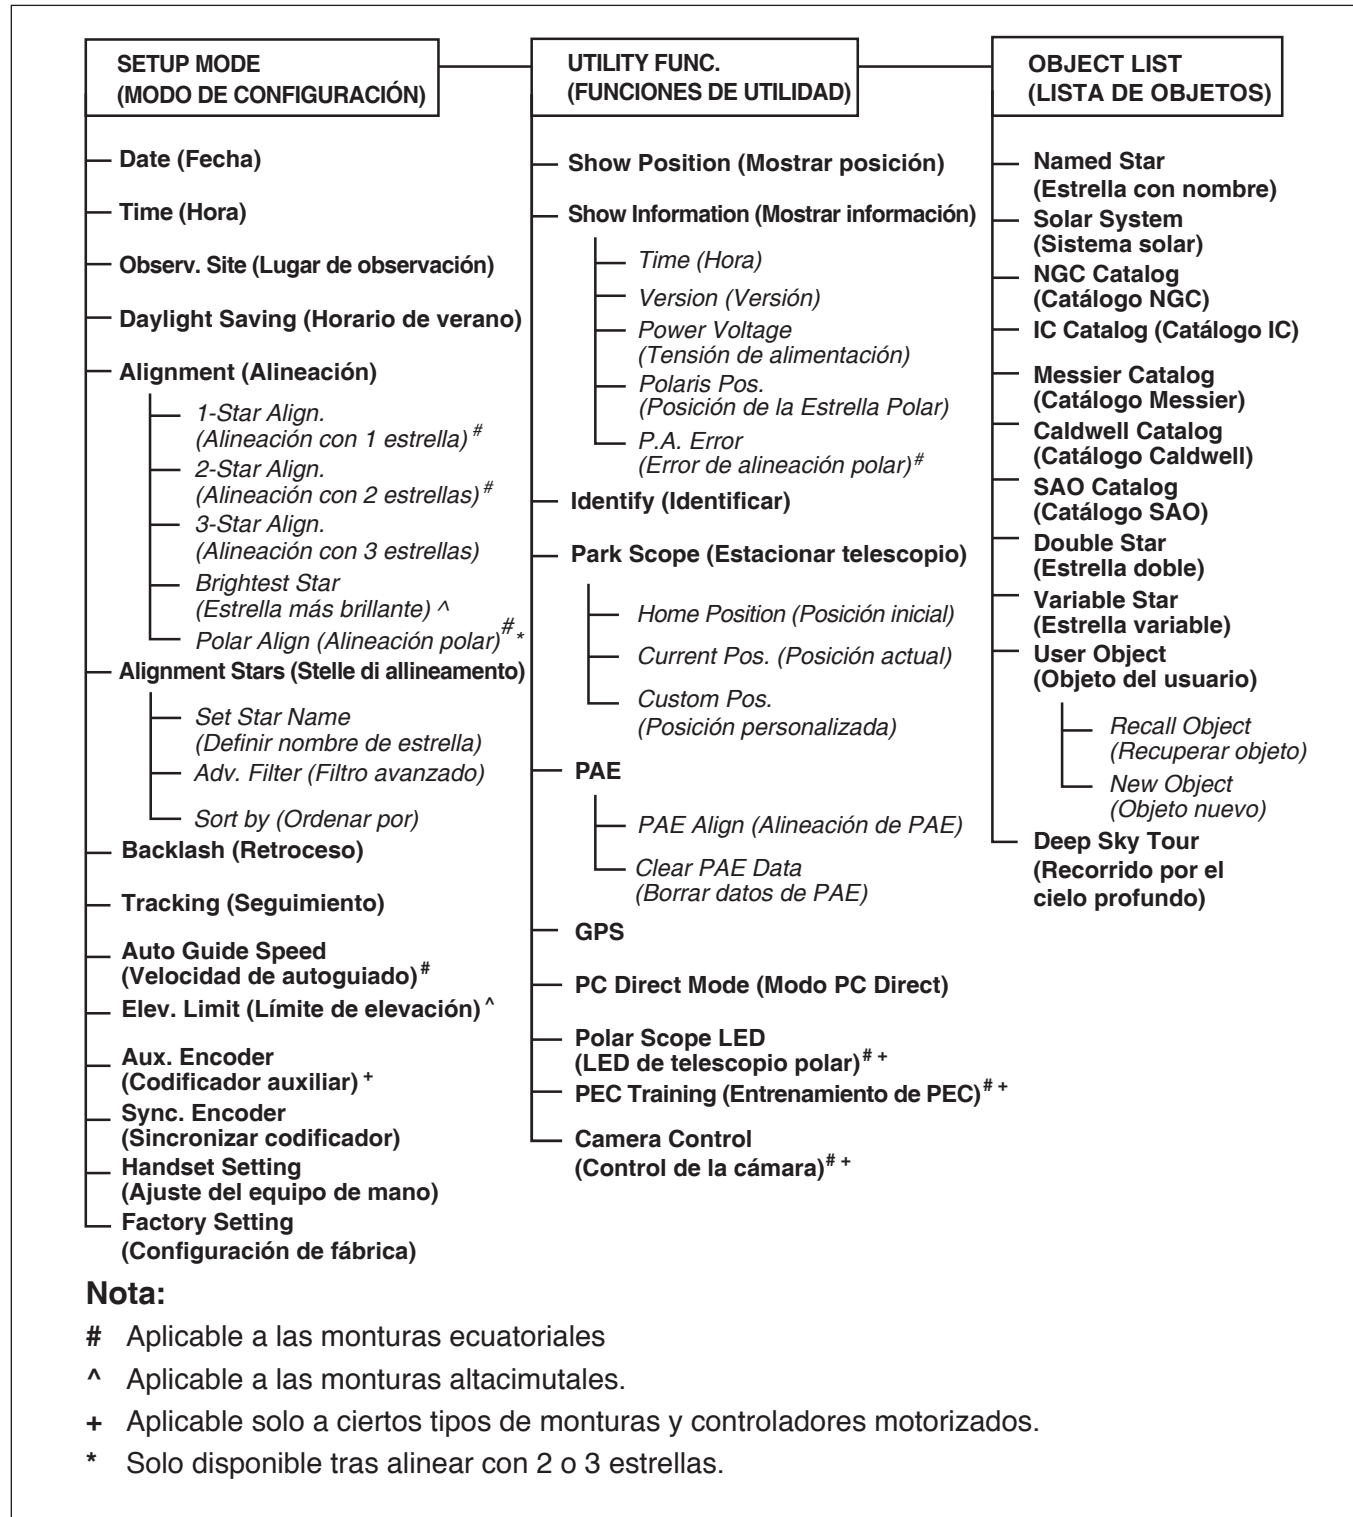 SETUP MODE
(MODO DE CONFIGURACIÓN)
Date (Fecha)
Time (Hora)
Observ. Site (Lugar de observación)
Daylight Saving (Horario de verano)
Alignment (Alineación)
1-Star Align.
(Alineación con 1 estrella) #
2-Star Align.
(Alineación con 2 estrellas) #
3-Star Align.
(Alineación con 3 estrellas)
Brightest Star
(Estrella más brillante) ^
Polar Align (Alineación polar) # *
Alignment Stars (Stelle di allineamento)
Set Star Name
(Definir nombre de estrella)
Adv. Filter (Filtro avanzado)
Sort by (Ordenar por)
Backlash (Retroceso)
Tracking (Seguimiento)
Auto Guide Speed
(Velocidad de autoguiado) #
Elev. Limit (Límite de elevación) ^
Aux. Encoder
(Codificador auxiliar) +
Sync. Encoder
(Sincronizar codificador)
Handset Setting
(Ajuste del equipo de mano)
Factory Setting
(Configuración de fábrica)
UTILITY FUNC.
(FUNCIONES DE UTILIDAD)
Show Position (Mostrar posición)
Show Information (Mostrar información)
Time (Hora)
Version (Versión)
Power Voltage
(Tensión de alimentación)
Polaris Pos.
(Posición de la Estrella Polar)
P.A. Error
(Error de alineación polar) #
Identify (Identificar)
Park Scope (Estacionar telescopio)
Home Position (Posición inicial)
Current Pos. (Posición actual)
Custom Pos.
(Posición personalizada)
PAE
PAE Align (Alineación de PAE)
Clear PAE Data
(Borrar datos de PAE)
GPS
PC Direct Mode (Modo PC Direct)
Polar Scope LED
(LED de telescopio polar) # +
PEC Training (Entrenamiento de PEC) # +
Camera Control
(Control de la cámara) # +
OBJECT LIST
(LISTA DE OBJETOS)
Named Star
(Estrella con nombre)
Solar System
(Sistema solar)
NGC Catalog
(Catálogo NGC)
IC Catalog (Catálogo IC)
Messier Catalog
(Catálogo Messier)
Caldwell Catalog
(Catálogo Caldwell)
SAO Catalog
(Catálogo SAO)
Double Star
(Estrella doble)
Variable Star
(Estrella variable)
User Object
(Objeto del usuario)
Recall Object
(Recuperar objeto)
New Object
(Objeto nuevo)
Deep Sky Tour
(Recorrido por el
cielo profundo)
Nota:
# Aplicable a las monturas ecuatoriales
^ Aplicable a las monturas altacimutales.
+ Aplicable solo a ciertos tipos de monturas y controladores motorizados.
* Solo disponible tras alinear con 2 o 3 estrellas.